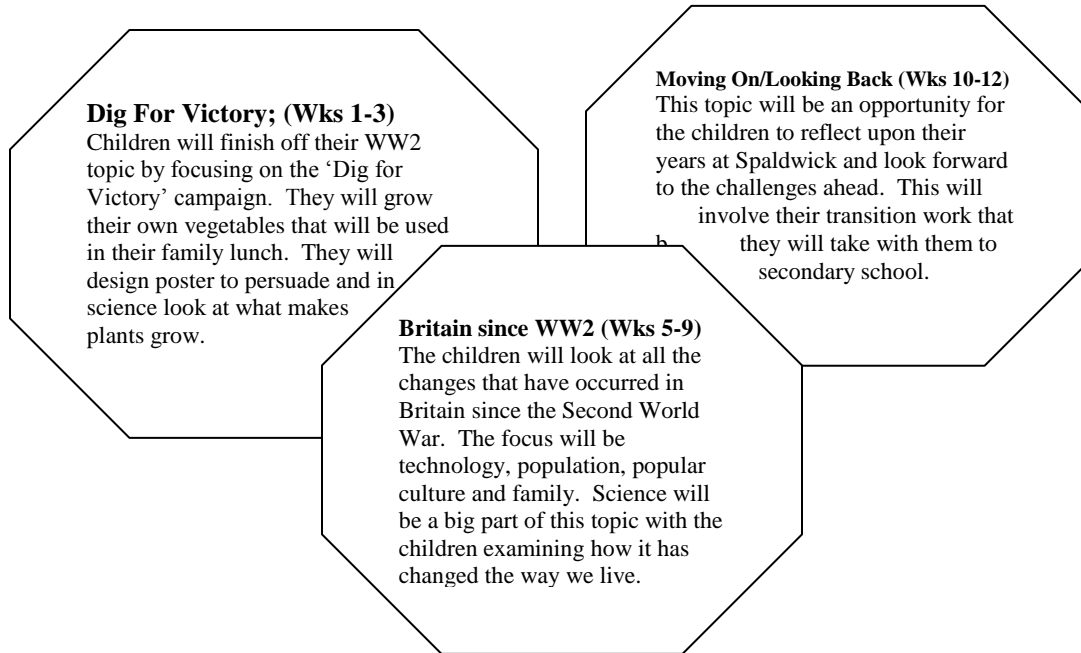 Dig For Victory; (Wks 1-3)
Children will finish off their WW2
topic by focusing on the ‘Dig for
Victory’ campaign.  They will grow
their own vegetables that will be used
in their family lunch.  They will
design poster to persuade and in
science look at what makes
plants grow.
Moving On/Looking Back (Wks 10-12)
This topic will be an opportunity for
the children to reflect upon their
years at Spaldwick and look forward
to the challenges ahead.  This will
involve their transition work that
they will take with them to
secondary school.
Britain since WW2 (Wks 5-9)
The children will look at all the
changes that have occurred in
Britain since the Second World
War.  The focus will be
technology, population, popular
culture and family.  Science will
be a big part of this topic with the
children examining how it has
changed the way we live.